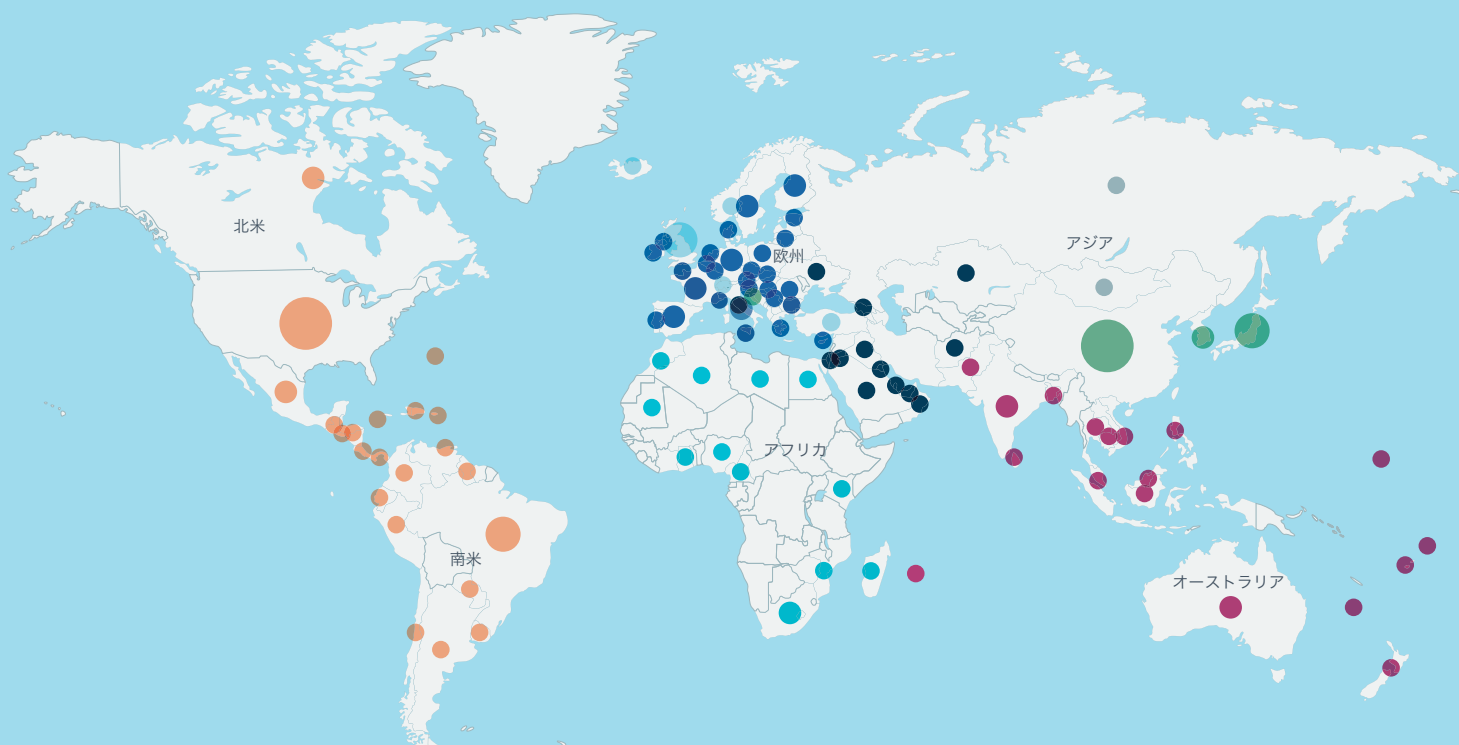 北米
欧州
アジア
アフリカ
南米
オーストラリア